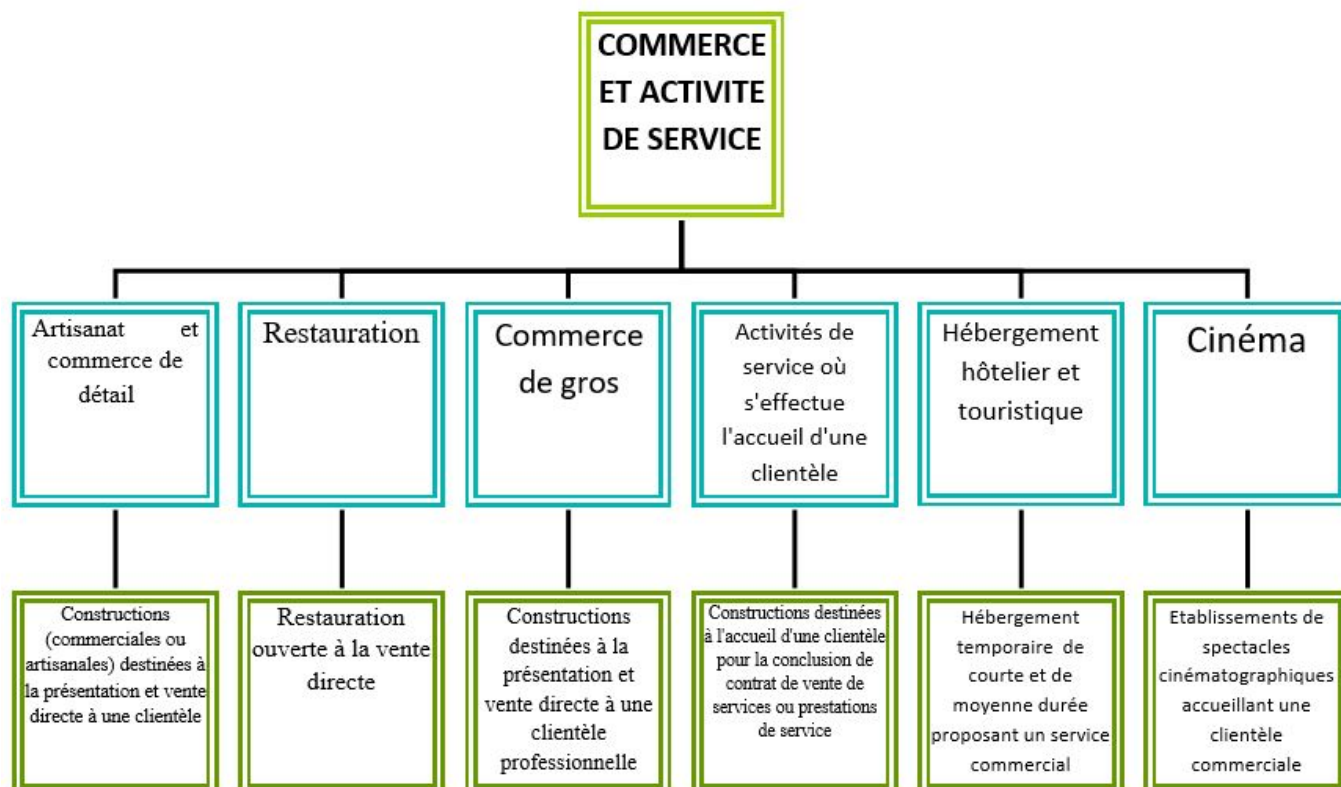 COMMERCE
ET ACTIVITE
DE SERVICE
Artisanat et
commerce de
détail
Restauration
Commerce
de gros
Activités de
service où
s'effectue
l'accueil d'une
clientèle
Hébergement
hôtelier et
touristique
Cinéma
Constructions
(commerciales ou
artisanales) destinées à
la présentation et vente
directe à une clientèle
Restauration
ouverte à la vente
directe
Constructions
destinées à la
présentation et
vente directe à une
clientèle
professionnelle
Constructions destinées
à l'accueil d'une clientèle
pour la conclusion de
contrat de vente de
services ou prestations
de service
Hébergement
temporaire de
courte et de
moyenne durée
proposant un service
commercial
Etablissements de
spectacles
cinématographiques
accueillant une
clientèle
commerciale